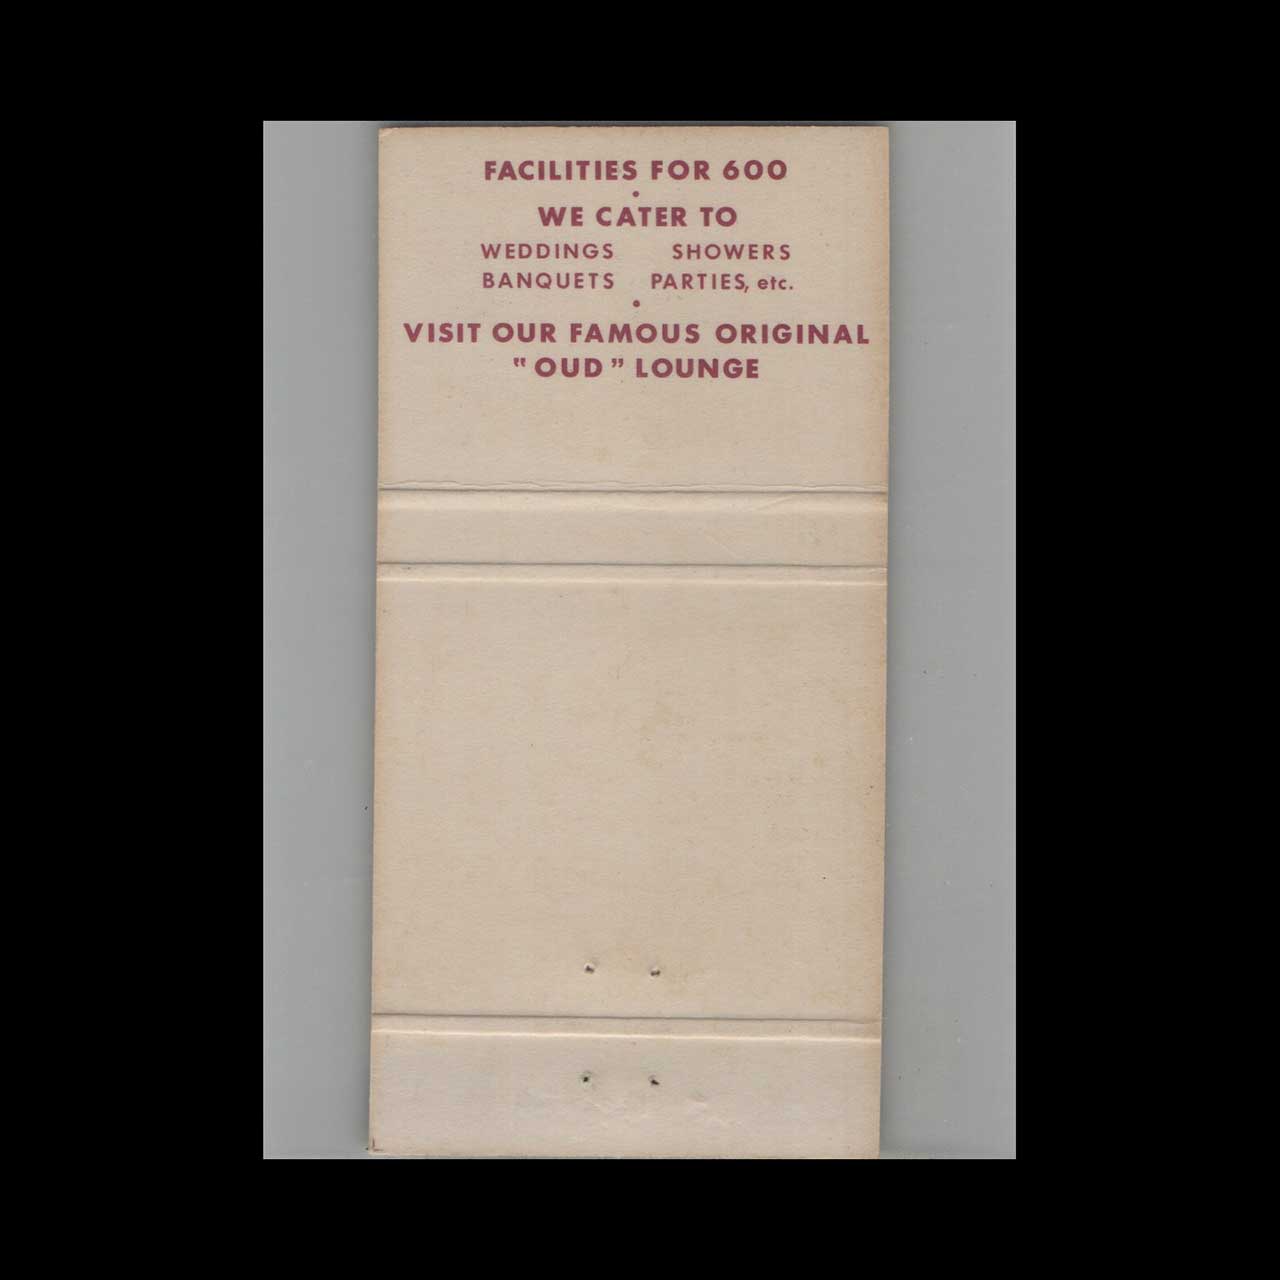 FACILITIES FOR 600
•
WE CATER TO
WEDDINGS SHOWERS
BANQUETS PARTIES, etc.
•
VISIT OUR FAMOUS ORIGINAL
"OUD" LOUNGE